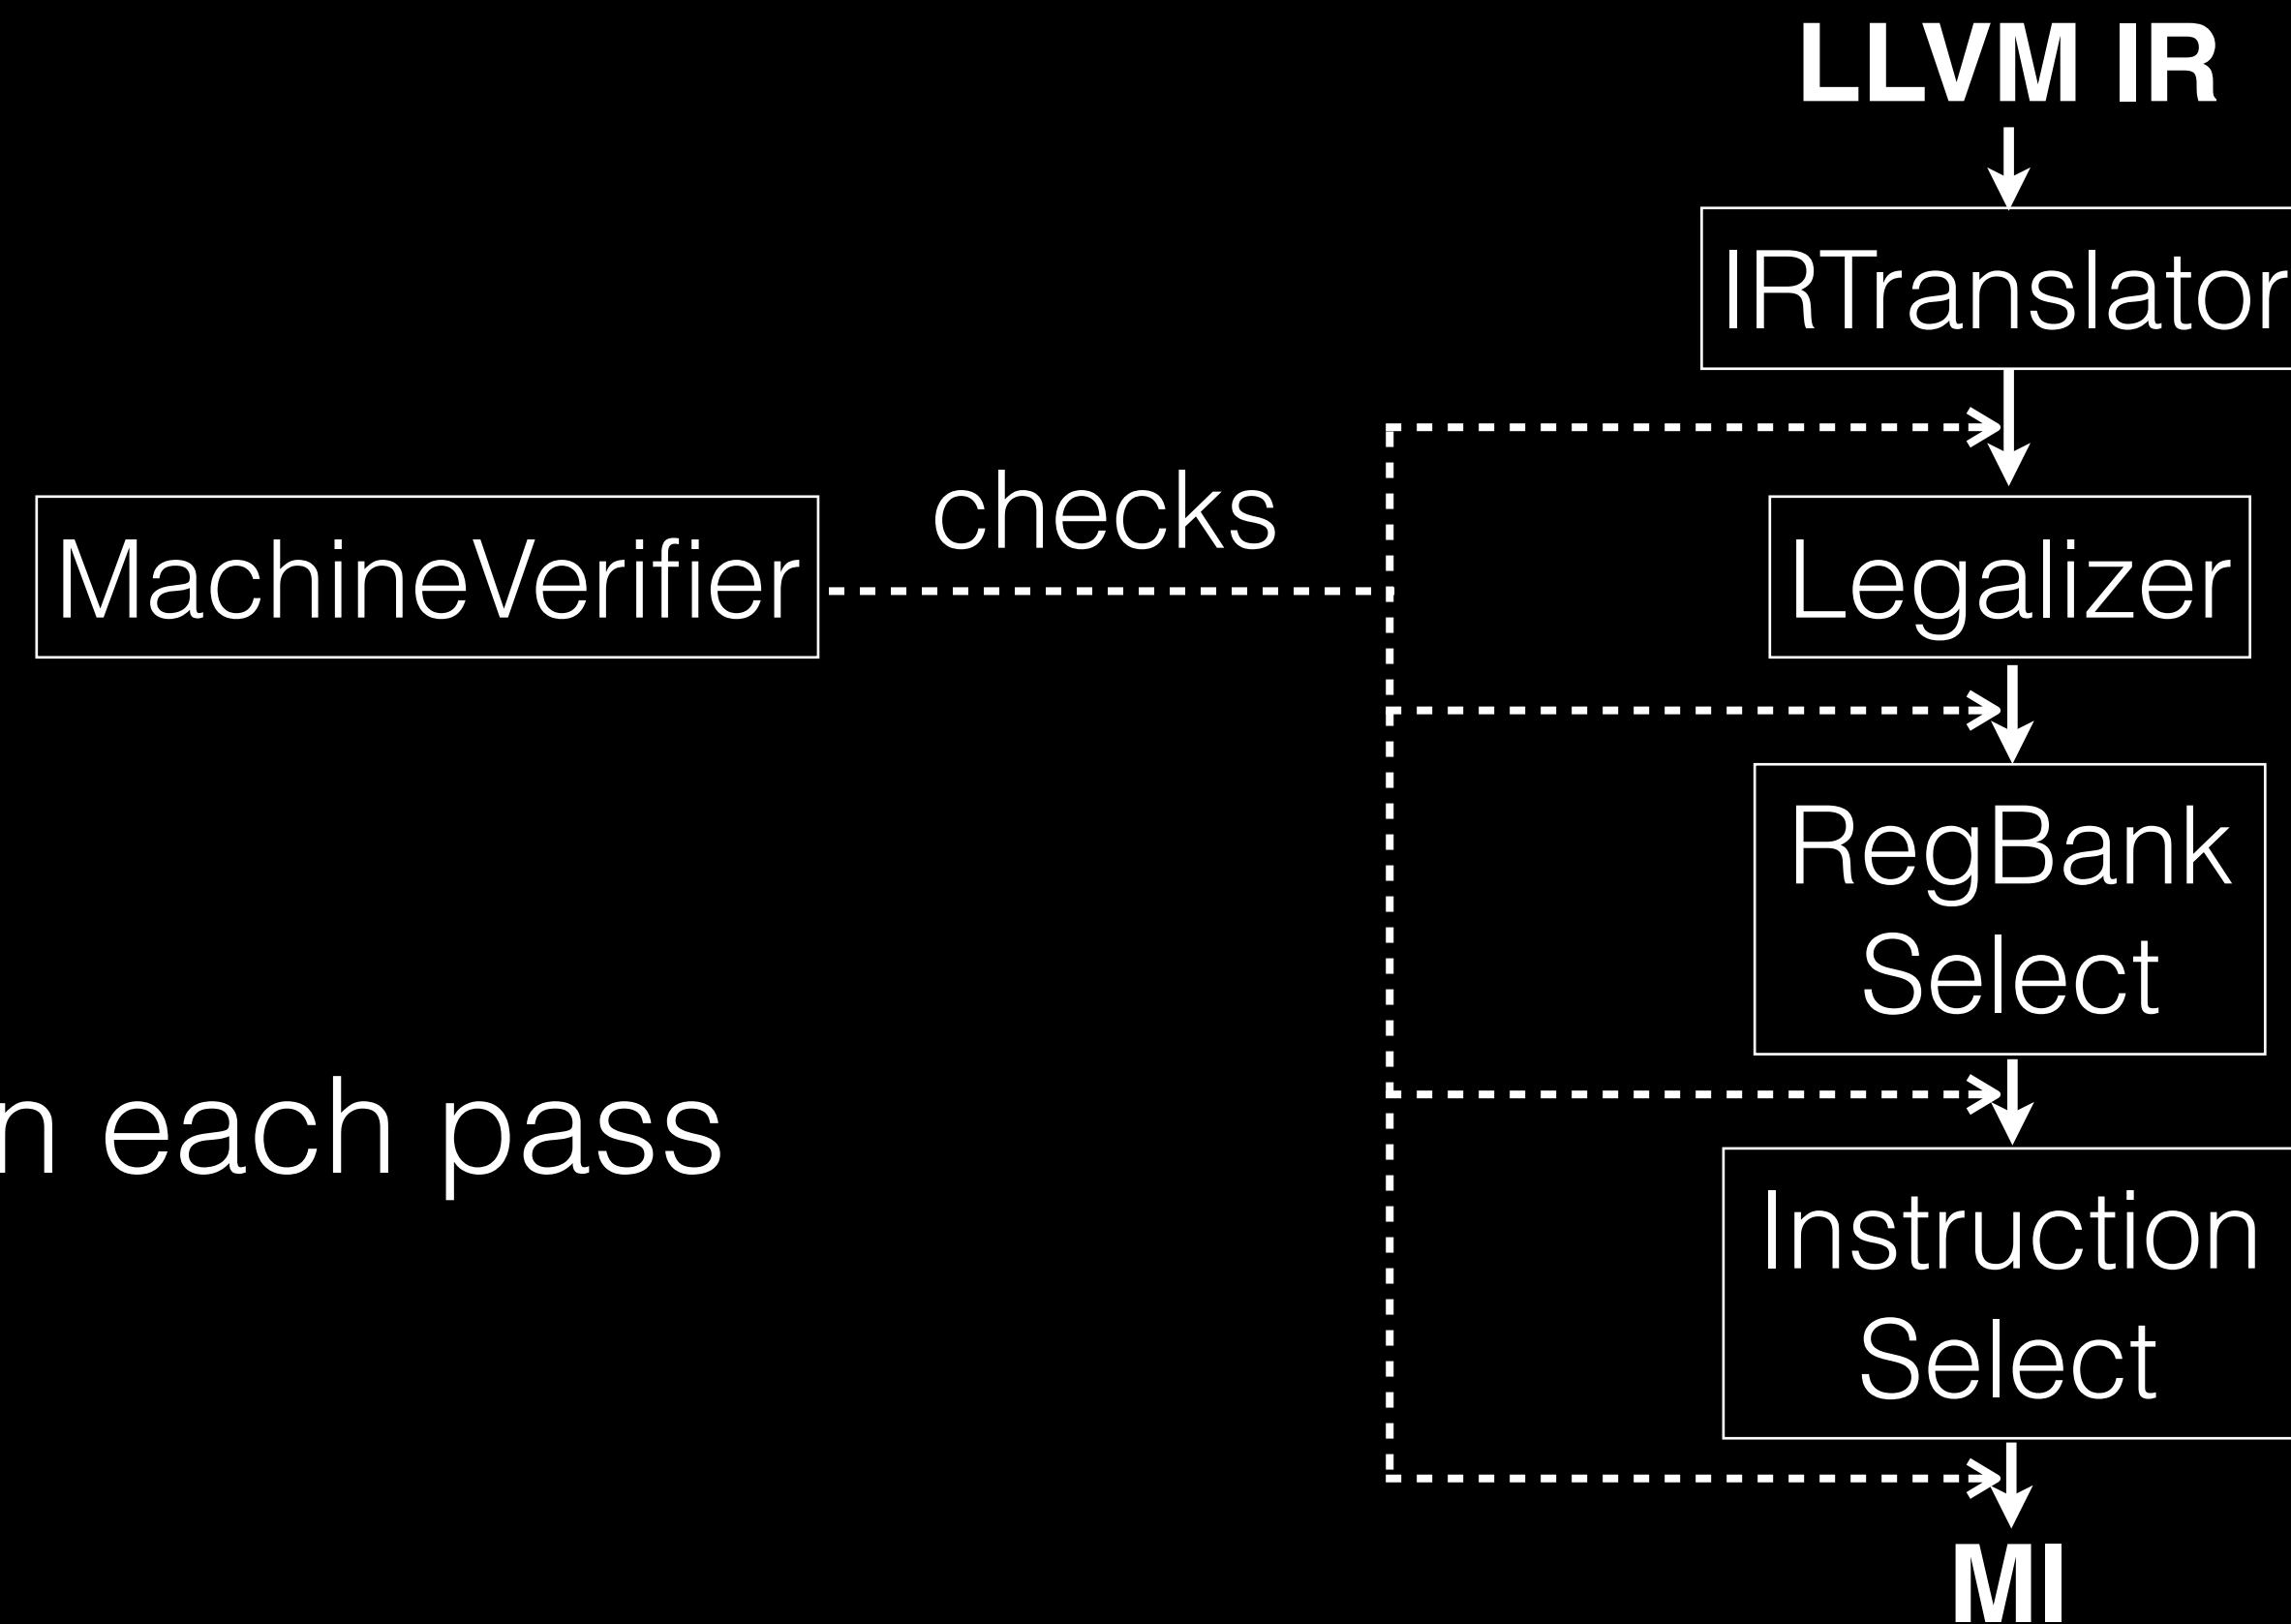 LLVM IR
IRTranslator
checks
MachineVerifier
Legalizer
RegBank
Select
each pass
Instruction
Select
MI